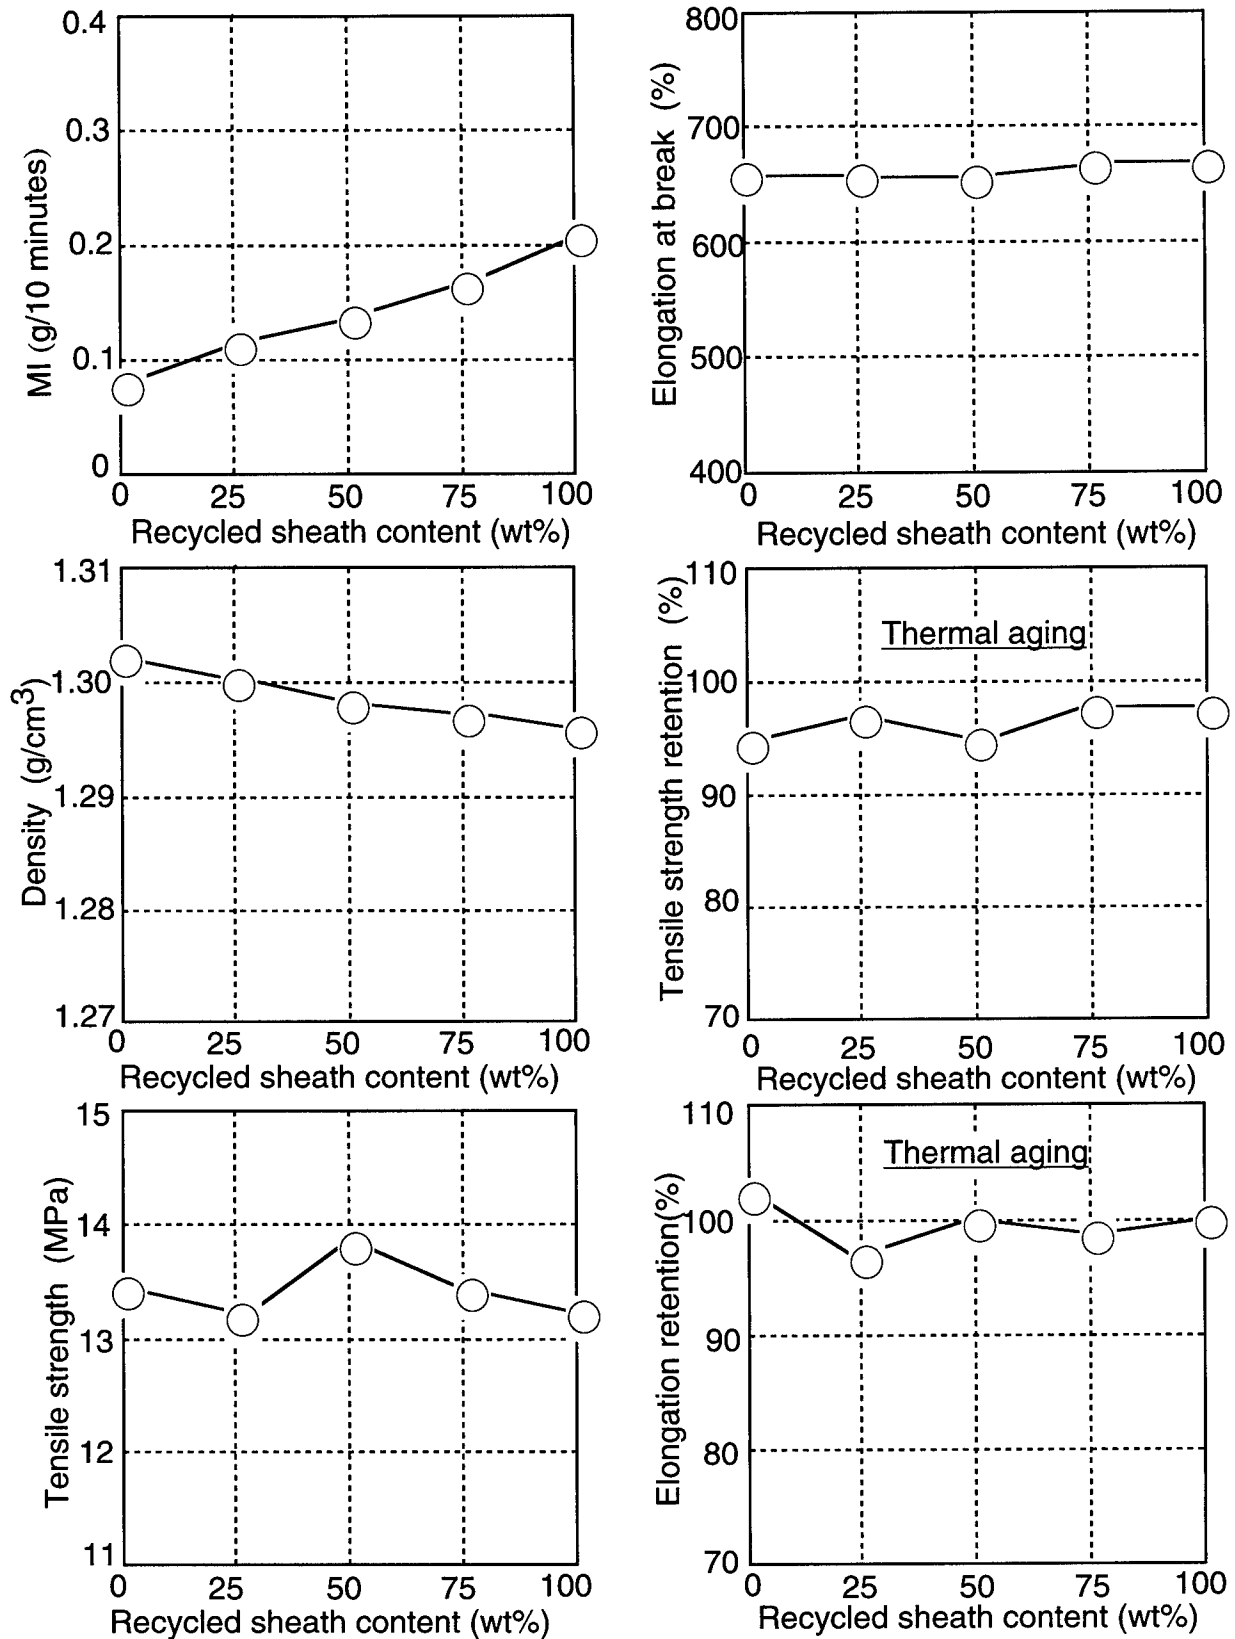 0.4
0.3
0.2
0.1
0
MI (g/10 minutes)
0 25 50 75 100
Recycled sheath content (wt%)
800
700
600
500
400
Elongation at break (%)
0 25 50 75 100
Recycled sheath content (wt%)
1.31
1.30
1.29
1.28
1.27
Density (g/cm3)
0 25 50 75 100
Recycled sheath content (wt%)
110
100
90
80
70
Tensile strength retention (%)
Thermal aging
0 25 50 75 100
Recycled sheath content (wt%)
15
14
13
12
11
Tensile strength (MPa)
0 25 50 75 100
Recycled sheath content (wt%)
110
100
90
80
70
Elongation retention(%)
Thermal aging
0 25 50 75 100
Recycled sheath content (wt%)